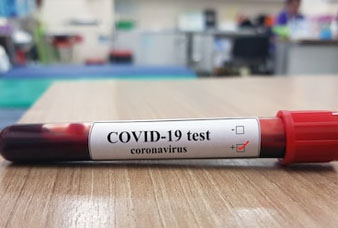 COVID-19 test
coronavirus
-
+